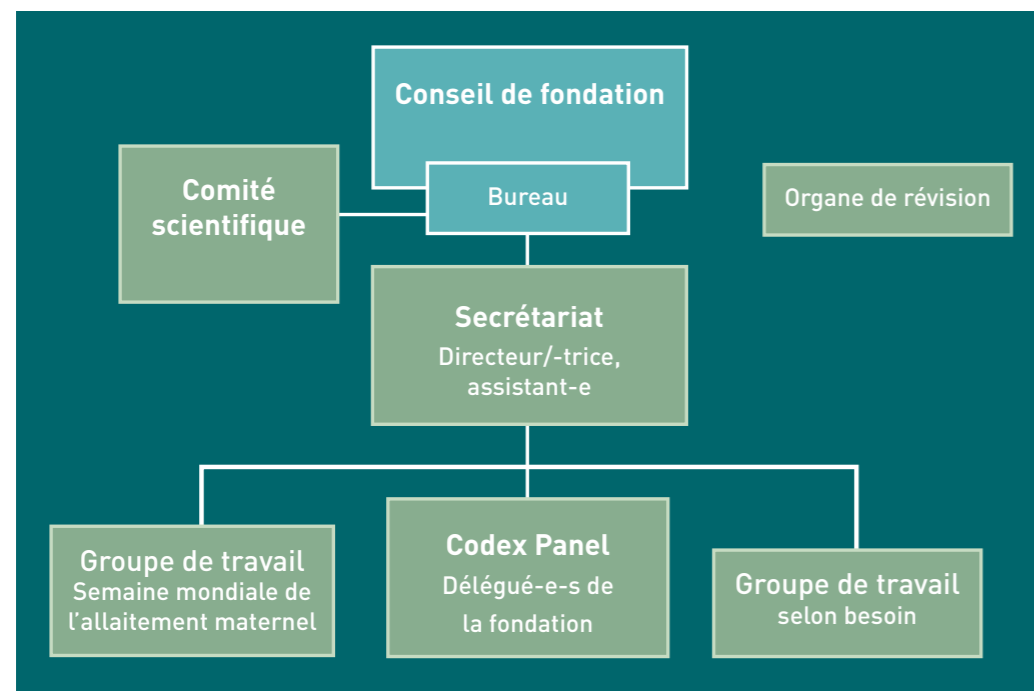 Conseil de fondation
Bureau
Comité
scientifique
Organe de révision
Secrétariat
Directeur/-trice,
assistant-e
Groupe de travail
Semaine mondiale de
l’allaitement maternel
Codex Panel
Délégué-e-s de
la fondation
Groupe de travail
selon besoin